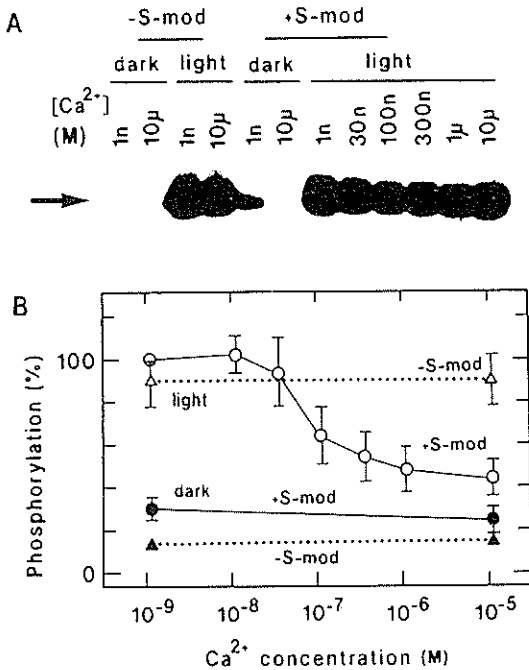 A
-S-mod +S-mod
dark light dark light
[Ca²⁺]
(M)
1n 10μ 1n 10μ 1n 10μ 1n 30n 100n 300n 1μ 10μ
B
Phosphorylation (%)
100
0
-S-mod
light
+S-mod
dark
+S-mod
-S-mod
10⁻⁹ 10⁻⁸ 10⁻⁷ 10⁻⁶ 10⁻⁵
Ca²⁺ concentration (M)